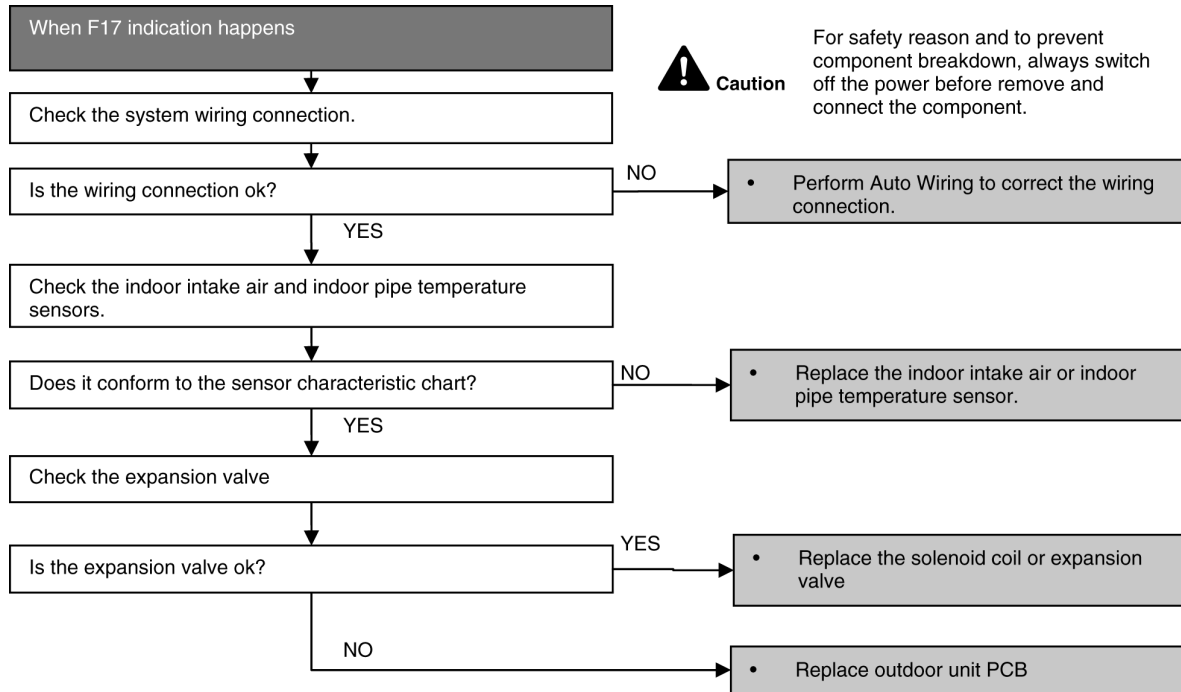 When F17 indication happens
Caution
For safety reason and to prevent
component breakdown, always switch
off the power before remove and
connect the component.
Check the system wiring connection.
Is the wiring connection ok?
NO
• Perform Auto Wiring to correct the wiring
connection.
YES
Check the indoor intake air and indoor pipe temperature
sensors.
Does it conform to the sensor characteristic chart?
NO
• Replace the indoor intake air or indoor
pipe temperature sensor.
YES
Check the expansion valve
Is the expansion valve ok?
YES
• Replace the solenoid coil or expansion
valve
NO
• Replace outdoor unit PCB